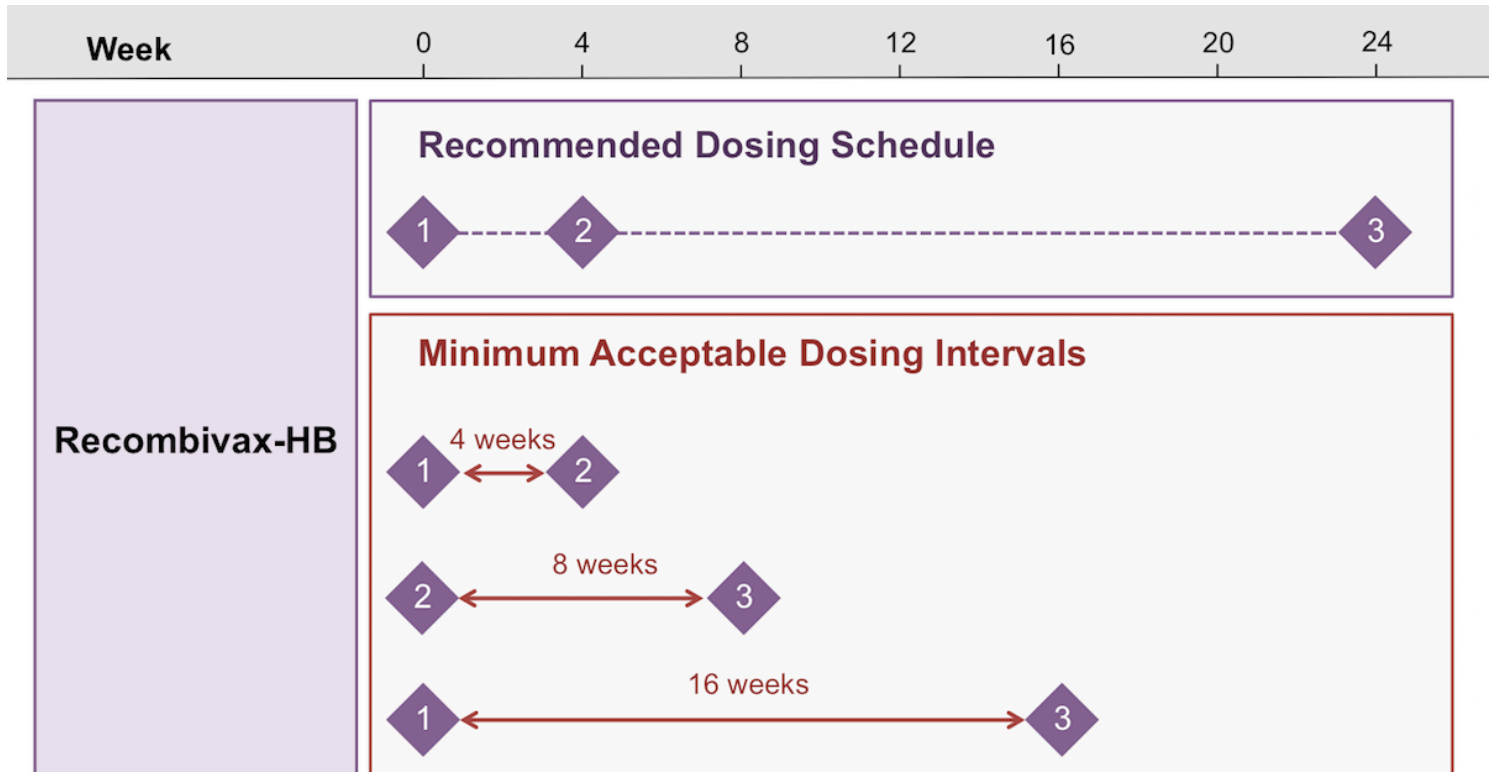 Week 0 4 8 12 16 20 24
Recommended Dosing Schedule
1 2 3
Minimum Acceptable Dosing Intervals
Recombivax-HB
4 weeks
1 2
8 weeks
2 3
16 weeks
1 3